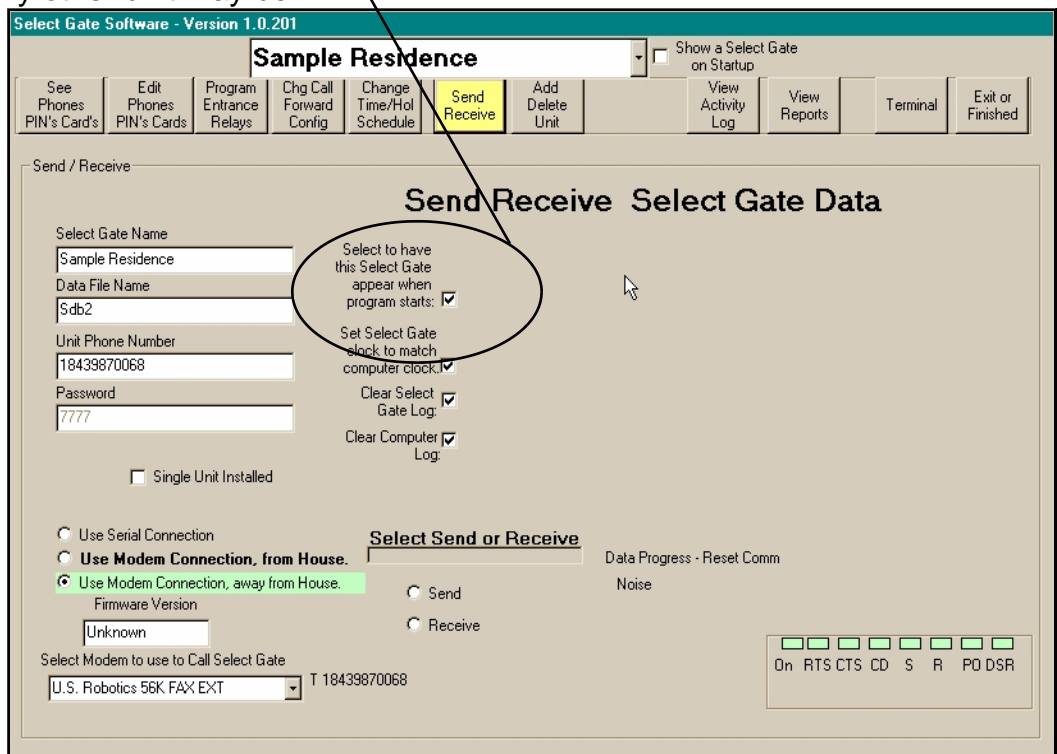 Select Gate Software - Version 1.0.201
Sample Residence
Show a Select Gate
on Startup
See
Phones
PIN's Card's
Edit
Phones
PIN's Cards
Program
Entrance
Relays
Chg Call
Forward
Config
Change
Time/Hol
Schedule
Send
Receive
Add
Delete
Unit
View
Activity
Log
View
Reports
Terminal
Exit or
Finished
Send / Receive
Send Receive Select Gate Data
Select Gate Name
Sample Residence
Data File Name
Sdb2
Unit Phone Number
18439870068
Password
7777
Single Unit Installed
Select to have
this Select Gate
appear when
program starts:
Set Select Gate
clock to match
computer clock.
Clear Select
Gate Log:
Clear Computer
Log:
Use Serial Connection
Use Modem Connection, from House.
Use Modem Connection, away from House.
Firmware Version
Unknown
Select Modem to use to Call Select Gate
U.S. Robotics 56K FAX EXT
T 18439870068
Select Send or Receive
Send
Receive
Data Progress - Reset Comm
Noise
On RTS CTS CD S R PO DSR